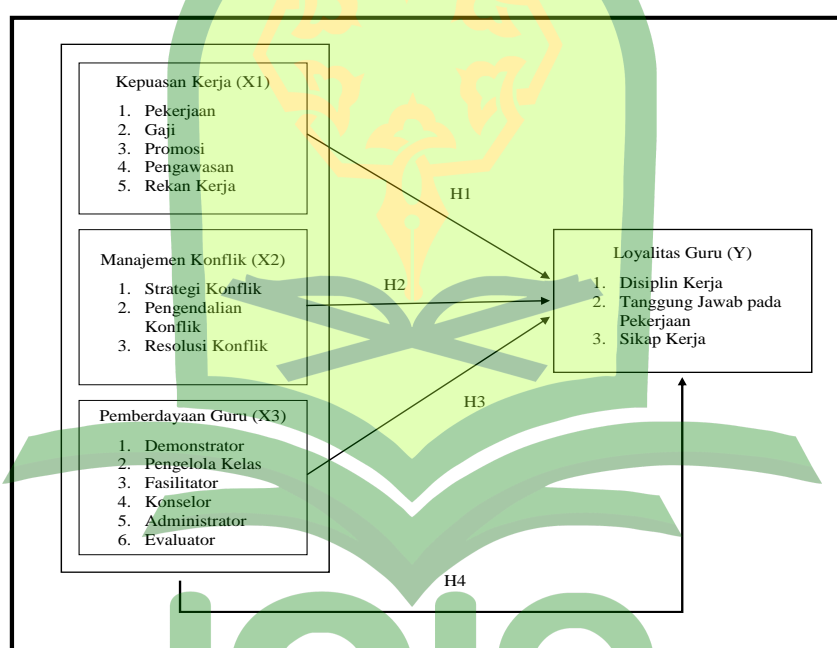 Kepuasan Kerja (X1)
1. Pekerjaan
2. Gaji
3. Promosi
4. Pengawasan
5. Rekan Kerja
H1
Manajemen Konflik (X2)
1. Strategi Konflik
2. Pengendalian
Konflik
3. Resolusi Konflik
H2
Loyalitas Guru (Y)
1. Disiplin Kerja
2. Tanggung Jawab pada
Pekerjaan
3. Sikap Kerja
H3
Pemberdayaan Guru (X3)
1. Demonstrator
2. Pengelola Kelas
3. Fasilitator
4. Konselor
5. Administrator
6. Evaluator
H4